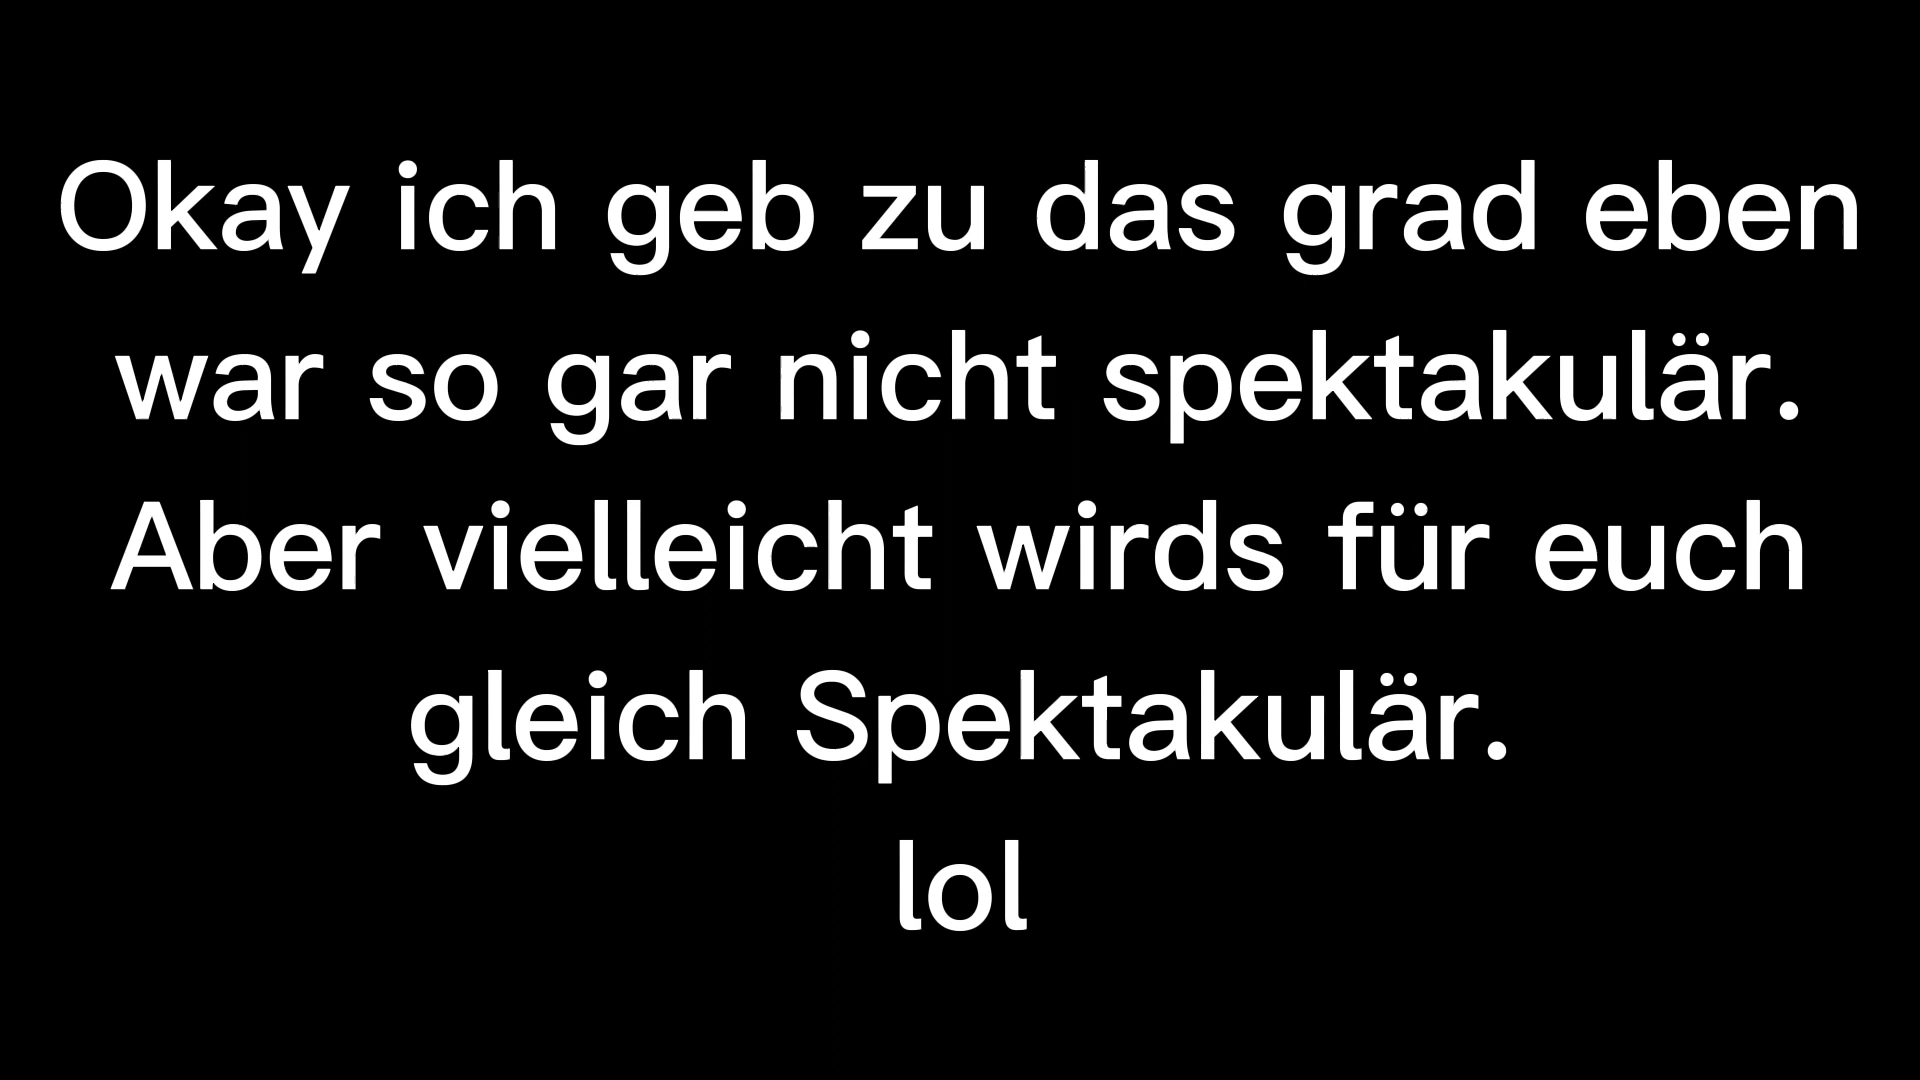 Okay ich geb zu das grad eben
war so gar nicht spektakulär.
Aber vielleicht wirds für euch
gleich Spektakulär.
lol